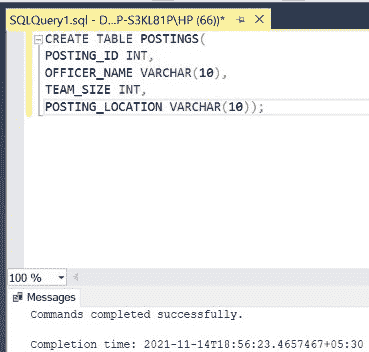 SQLQuery1.sql - D...P-S3KL81P\HP (66))*
CREATE TABLE POSTINGS(
POSTING_ID INT,
OFFICER_NAME VARCHAR(10),
TEAM_SIZE INT,
POSTING_LOCATION VARCHAR(10));
100 %
Messages
Commands completed successfully.
Completion time: 2021-11-14T18:56:23.4657467+05:30